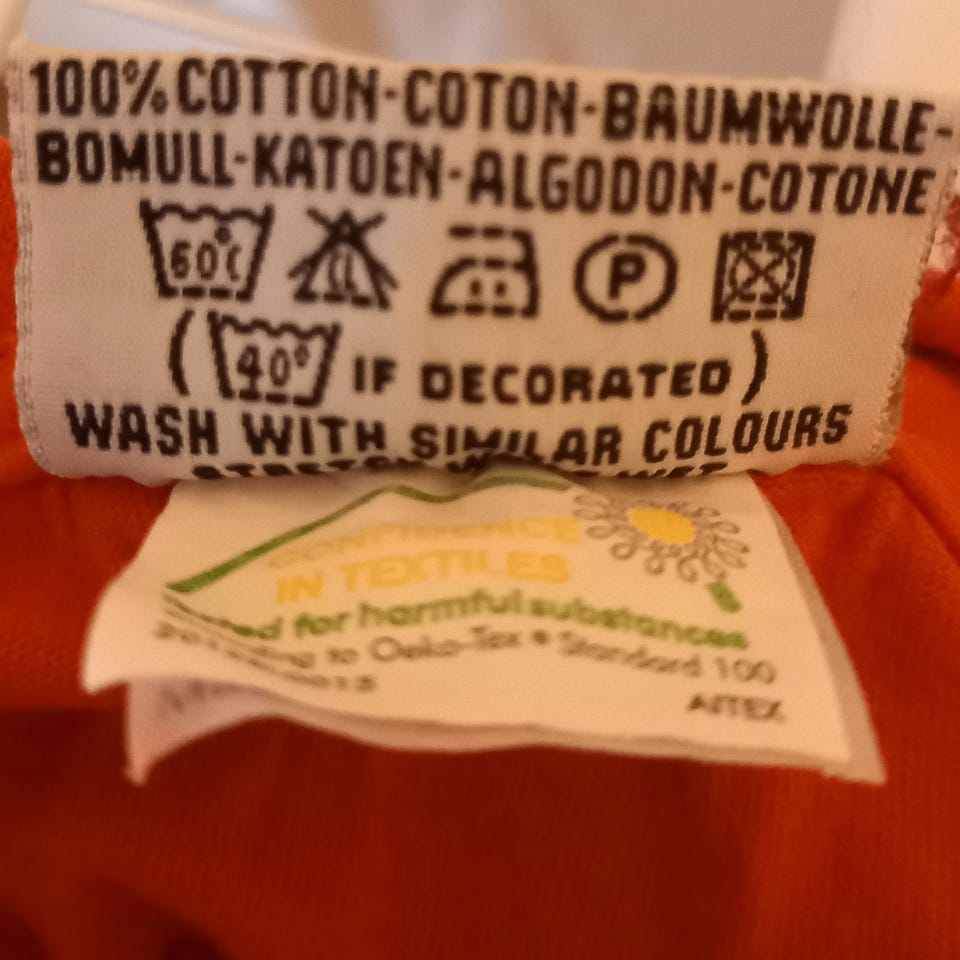 100% COTTON-COTON-BAUMWOLLE-
BOMULL-KATOEN-ALGODON-COTONE
60°C CL P
( 40° IF DECORATED )
WASH WITH SIMILAR COLOURS
CONFIDENCE
IN TEXTILES
for harmful substances
to Oeko-Tex Standard 100
AITEX